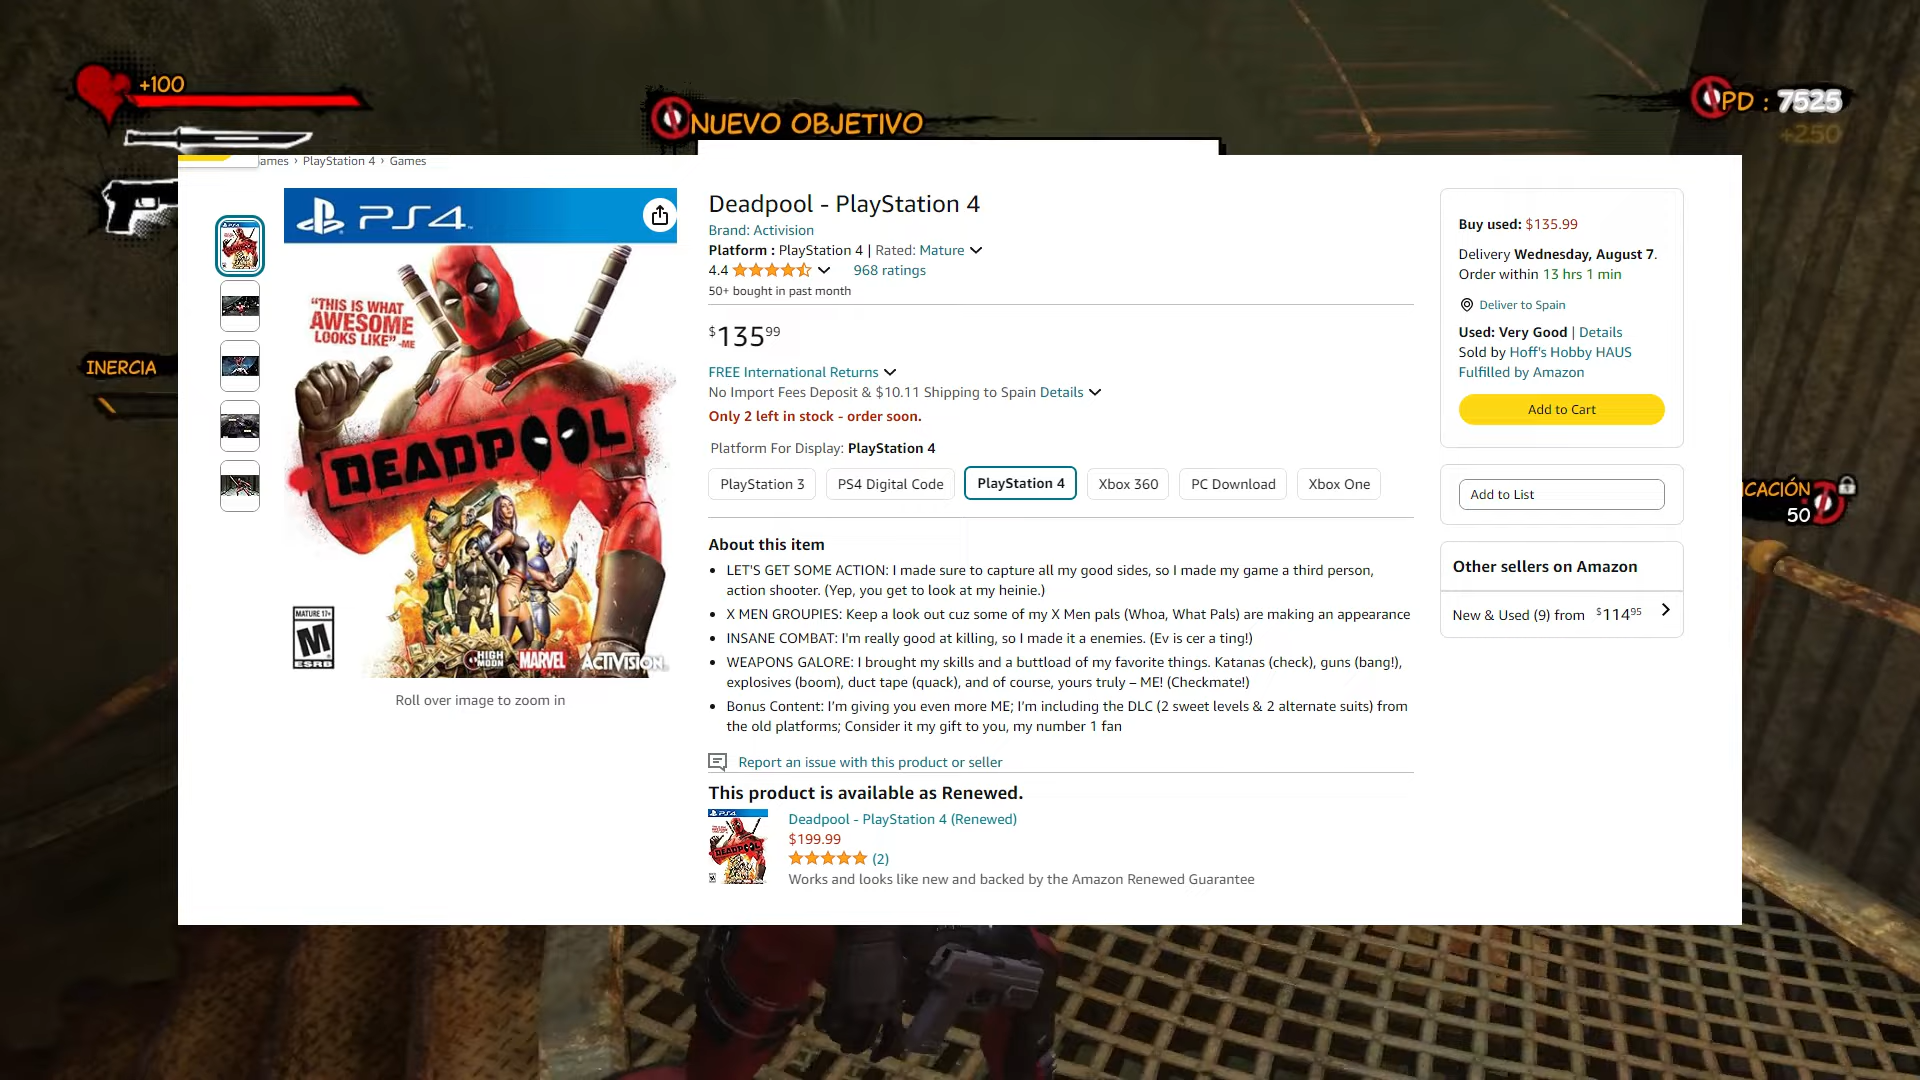 +100
NUEVO OBJETIVO
PD : 7525
+250
INERCIA
ICACIÓN
50
ames › PlayStation 4 › Games
PS4
"THIS IS WHAT
AWESOME
LOOKS LIKE" -ME
DEADPOOL
MATURE 17+
M
ESRB
HIGH
MOON
MARVEL
ACTIVISION
Roll over image to zoom in
Deadpool - PlayStation 4
Brand: Activision
Platform : PlayStation 4 | Rated: Mature
4.4 968 ratings
50+ bought in past month
$135 99
FREE International Returns
No Import Fees Deposit & $10.11 Shipping to Spain Details
Only 2 left in stock - order soon.
Platform For Display: PlayStation 4
PlayStation 3 PS4 Digital Code PlayStation 4 Xbox 360 PC Download Xbox One
About this item
• LET'S GET SOME ACTION: I made sure to capture all my good sides, so I made my game a third person,
action shooter. (Yep, you get to look at my heinie.)
• X MEN GROUPIES: Keep a look out cuz some of my X Men pals (Whoa, What Pals) are making an appearance
• INSANE COMBAT: I'm really good at killing, so I made it a enemies. (Ev is cer a ting!)
• WEAPONS GALORE: I brought my skills and a buttload of my favorite things. Katanas (check), guns (bang!),
explosives (boom), duct tape (quack), and of course, yours truly – ME! (Checkmate!)
• Bonus Content: I'm giving you even more ME; I'm including the DLC (2 sweet levels & 2 alternate suits) from
the old platforms; Consider it my gift to you, my number 1 fan
Report an issue with this product or seller
This product is available as Renewed.
Deadpool - PlayStation 4 (Renewed)
$199.99
(2)
Works and looks like new and backed by the Amazon Renewed Guarantee
Buy used: $135.99
Delivery Wednesday, August 7.
Order within 13 hrs 1 min
Deliver to Spain
Used: Very Good | Details
Sold by Hoff's Hobby HAUS
Fulfilled by Amazon
Add to Cart
Add to List
Other sellers on Amazon
New & Used (9) from $114 95